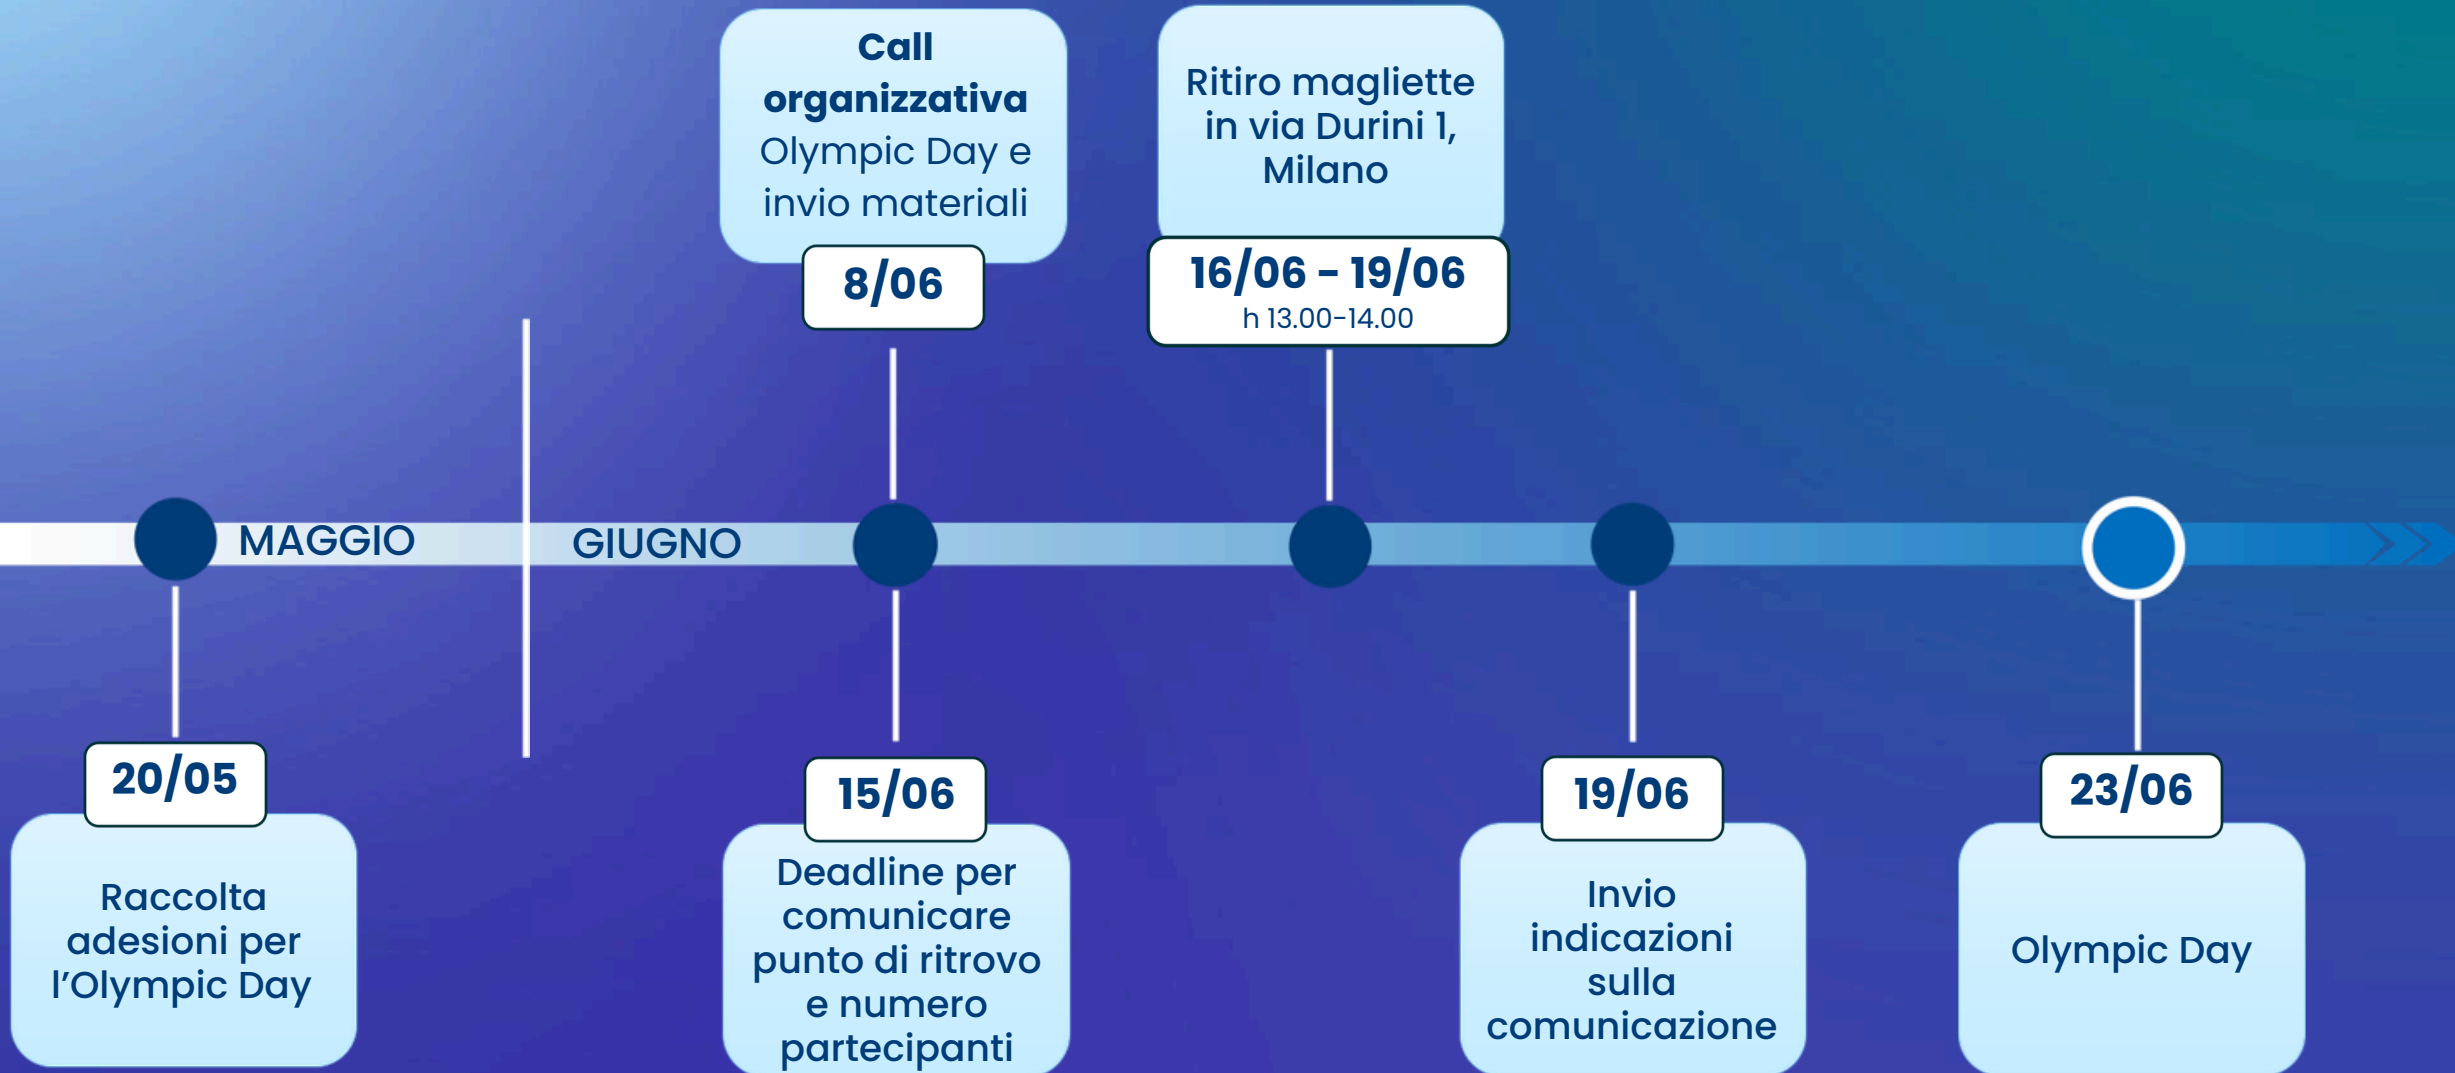 Call
organizzativa
Olympic Day e
invio materiali
8/06
Ritiro magliette
in via Durini 1,
Milano
16/06 - 19/06
h 13.00-14.00
MAGGIO
GIUGNO
20/05
Raccolta
adesioni per
l’Olympic Day
15/06
Deadline per
comunicare
punto di ritrovo
e numero
partecipanti
19/06
Invio
indicazioni
sulla
comunicazione
23/06
Olympic Day